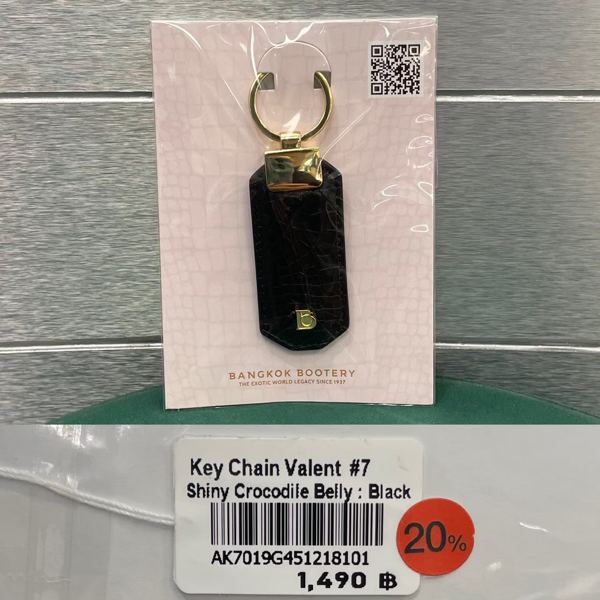 B
BANGKOK BOOTERY
THE EXOTIC WORLD LEGACY SINCE 1937
Key Chain Valent #7
Shiny Crocodile Belly : Black
AK7019G451218101
1,490 ฿
20%